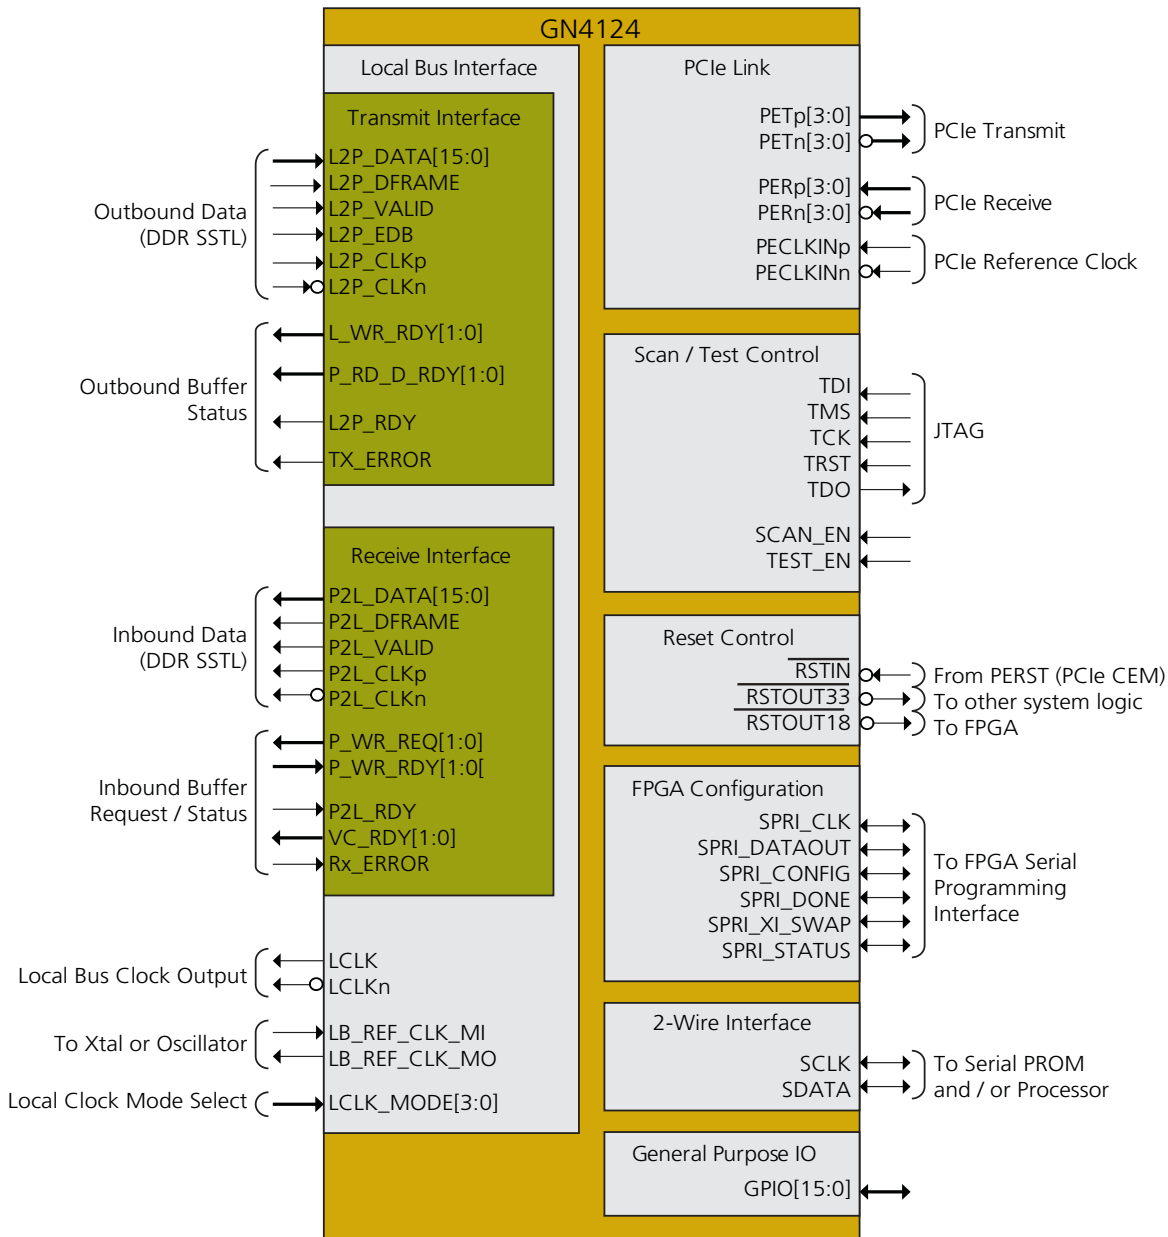 GN4124
Local Bus Interface
Transmit Interface
Outbound Data
(DDR SSTL)
L2P_DATA[15:0]
L2P_DFRAME
L2P_VALID
L2P_EDB
L2P_CLKp
L2P_CLKn
Outbound Buffer
Status
L_WR_RDY[1:0]
P_RD_D_RDY[1:0]
L2P_RDY
TX_ERROR
Receive Interface
Inbound Data
(DDR SSTL)
P2L_DATA[15:0]
P2L_DFRAME
P2L_VALID
P2L_CLKp
P2L_CLKn
Inbound Buffer
Request / Status
P_WR_REQ[1:0]
P_WR_RDY[1:0[
P2L_RDY
VC_RDY[1:0]
Rx_ERROR
Local Bus Clock Output
LCLK
LCLKn
To Xtal or Oscillator
LB_REF_CLK_MI
LB_REF_CLK_MO
Local Clock Mode Select
LCLK_MODE[3:0]
PCIe Link
PETp[3:0]
PETn[3:0]
PCIe Transmit
PERp[3:0]
PERn[3:0]
PCIe Receive
PECLKINp
PECLKINn
PCIe Reference Clock
Scan / Test Control
TDI
TMS
TCK
TRST
TDO
JTAG
SCAN_EN
TEST_EN
Reset Control
RSTIN
From PERST (PCIe CEM)
RSTOUT33
To other system logic
RSTOUT18
To FPGA
FPGA Configuration
SPRI_CLK
SPRI_DATAOUT
SPRI_CONFIG
SPRI_DONE
SPRI_XI_SWAP
SPRI_STATUS
To FPGA Serial
Programming
Interface
2-Wire Interface
SCLK
SDATA
To Serial PROM
and / or Processor
General Purpose IO
GPIO[15:0]